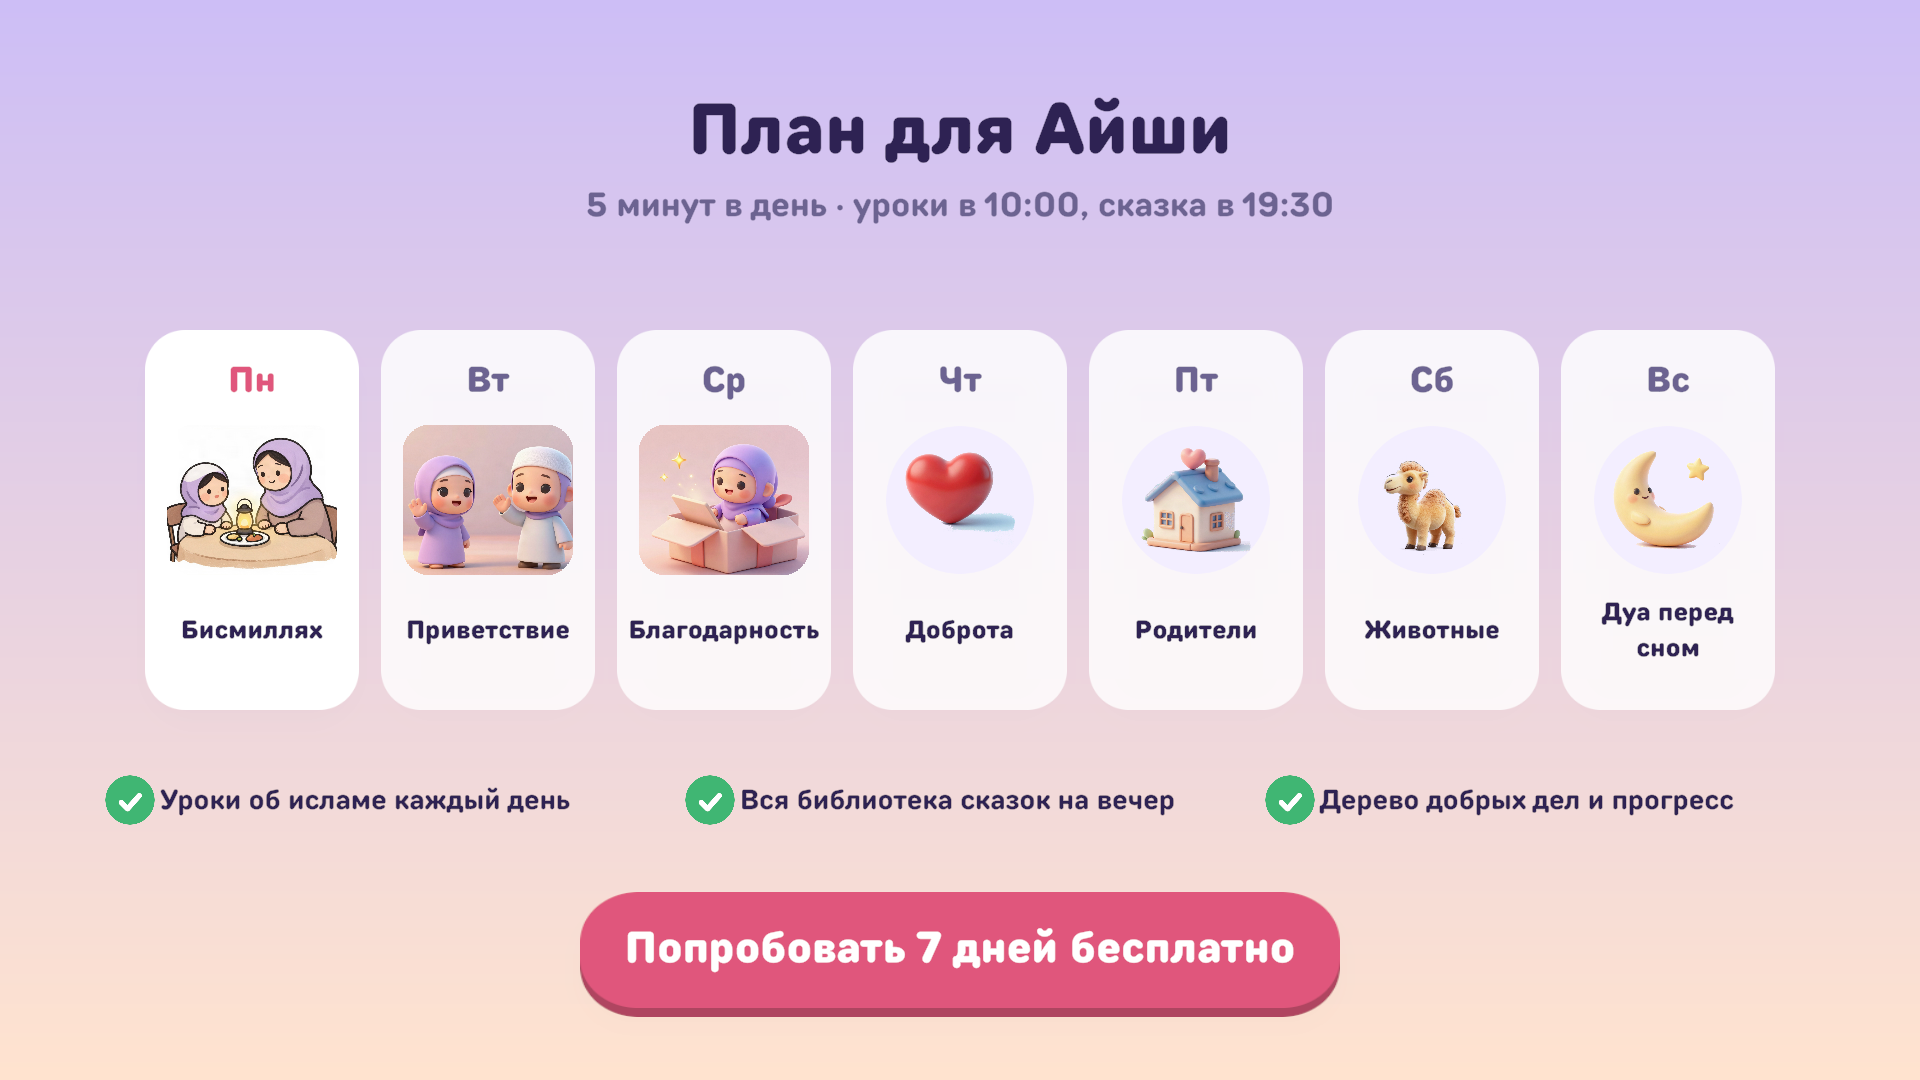 План для Айши
5 минут в день · уроки в 10:00, сказка в 19:30
Пн
Вт
Ср
Чт
Пт
Сб
Вс
Бисмиллях
Приветствие
Благодарность
Доброта
Родители
Животные
Дуа перед
сном
Уроки об исламе каждый день
Вся библиотека сказок на вечер
Дерево добрых дел и прогресс
Попробовать 7 дней бесплатно